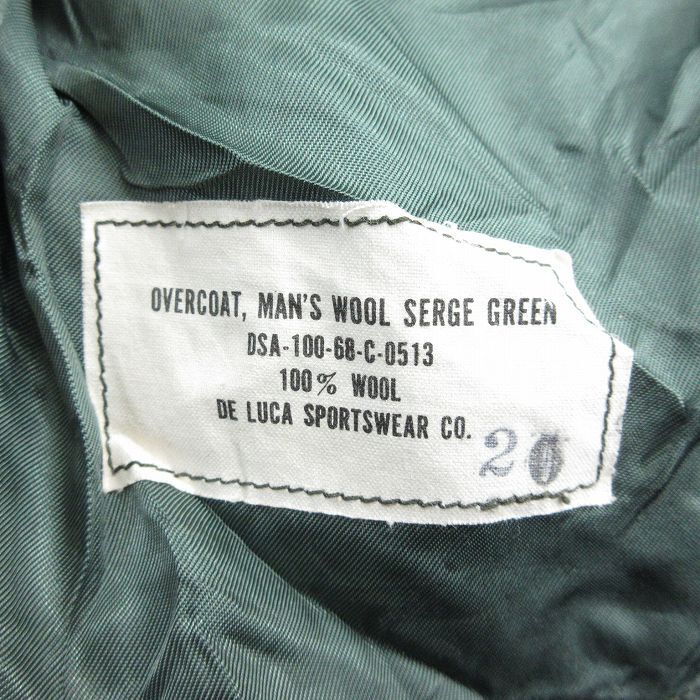 OVERCOAT, MAN'S WOOL SERGE GREEN
DSA-100-68-C-0513
100% WOOL
DE LUCA SPORTSWEAR CO.